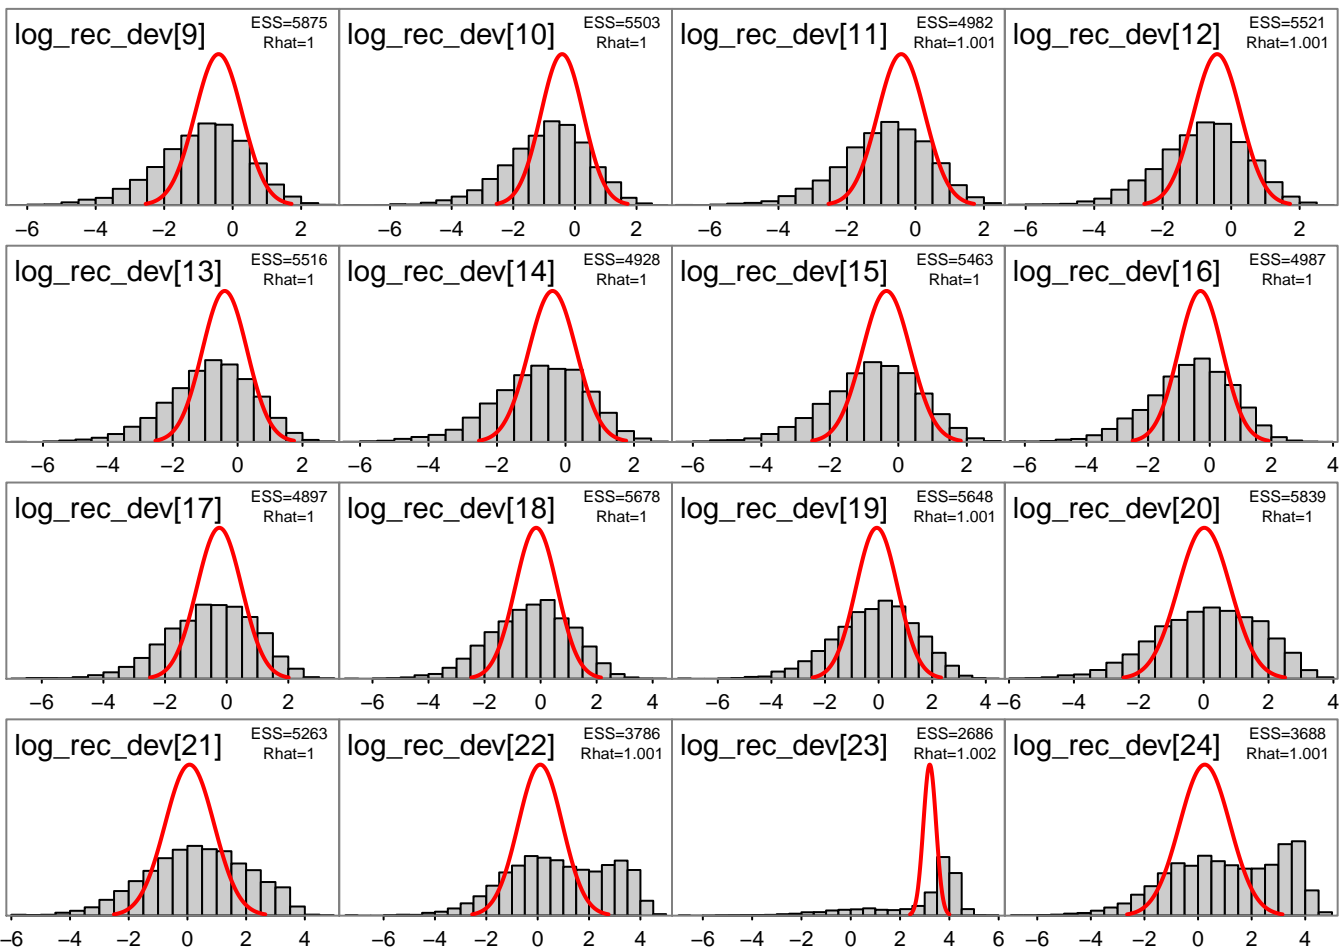 log_rec_dev[9] ESS=5875
Rhat=1
log_rec_dev[10] ESS=5503
Rhat=1
log_rec_dev[11] ESS=4982
Rhat=1.001
log_rec_dev[12] ESS=5521
Rhat=1.001
−6 −4 −2 0 2
−6 −4 −2 0 2
−6 −4 −2 0 2
−6 −4 −2 0 2
log_rec_dev[13] ESS=5516
Rhat=1
log_rec_dev[14] ESS=4928
Rhat=1
log_rec_dev[15] ESS=5463
Rhat=1
log_rec_dev[16] ESS=4987
Rhat=1
−6 −4 −2 0 2
−6 −4 −2 0 2
−6 −4 −2 0 2
−6 −4 −2 0 2 4
log_rec_dev[17] ESS=4897
Rhat=1
log_rec_dev[18] ESS=5678
Rhat=1
log_rec_dev[19] ESS=5648
Rhat=1.001
log_rec_dev[20] ESS=5839
Rhat=1
−6 −4 −2 0 2
−6 −4 −2 0 2 4
−6 −4 −2 0 2 4
−6 −4 −2 0 2 4
log_rec_dev[21] ESS=5263
Rhat=1
log_rec_dev[22] ESS=3786
Rhat=1.001
log_rec_dev[23] ESS=2686
Rhat=1.002
log_rec_dev[24] ESS=3688
Rhat=1.001
−6 −4 −2 0 2 4
−6 −4 −2 0 2 4
−6 −4 −2 0 2 4 6
−6 −4 −2 0 2 4